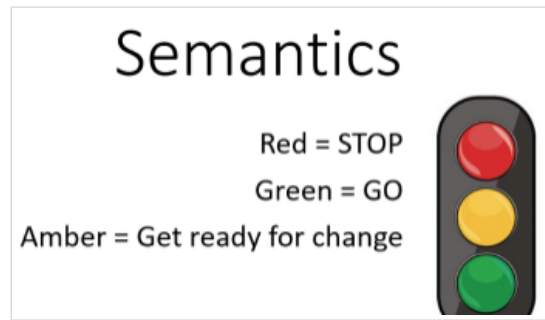 Semantics
Red = STOP
Green = GO
Amber = Get ready for change